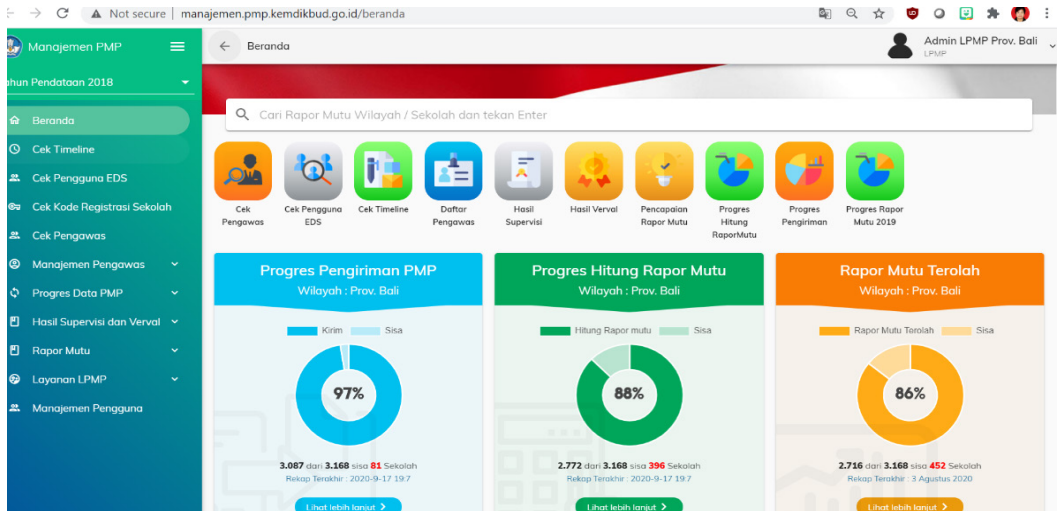 Not secure | manajemen.pmp.kemdikbud.go.id/beranda
Manajemen PMP
Beranda
Admin LPMP Prov. Bali
LPMP
ahun Pendataan 2018
Cari Rapor Mutu Wilayah / Sekolah dan tekan Enter
Beranda
Cek Timeline
Cek Pengguna EDS
Cek Kode Registrasi Sekolah
Cek Pengawas
Manajemen Pengawas
Progres Data PMP
Hasil Supervisi dan Verval
Rapor Mutu
Layanan LPMP
Manajemen Pengguna
Cek Pengawas
Cek Pengguna EDS
Cek Timeline
Daftar Pengawas
Hasil Supervisi
Hasil Verval
Pencapaian Rapor Mutu
Progres Hitung RaporMutu
Progres Pengiriman
Progres Rapor Mutu 2019
Progres Pengiriman PMP
Wilayah : Prov. Bali
Kirim Sisa
97%
3.087 dari 3.168 sisa 81 Sekolah
Rekap Terakhir : 2020-9-17 19:7
Lihat lebih lanjut
Progres Hitung Rapor Mutu
Wilayah : Prov. Bali
Hitung Rapor mutu Sisa
88%
2.772 dari 3.168 sisa 396 Sekolah
Rekap Terakhir : 2020-9-17 19:7
Lihat lebih lanjut
Rapor Mutu Terolah
Wilayah : Prov. Bali
Rapor Mutu Terolah Sisa
86%
2.716 dari 3.168 sisa 452 Sekolah
Rekap Terakhir : 3 Agustus 2020
Lihat lebih lanjut